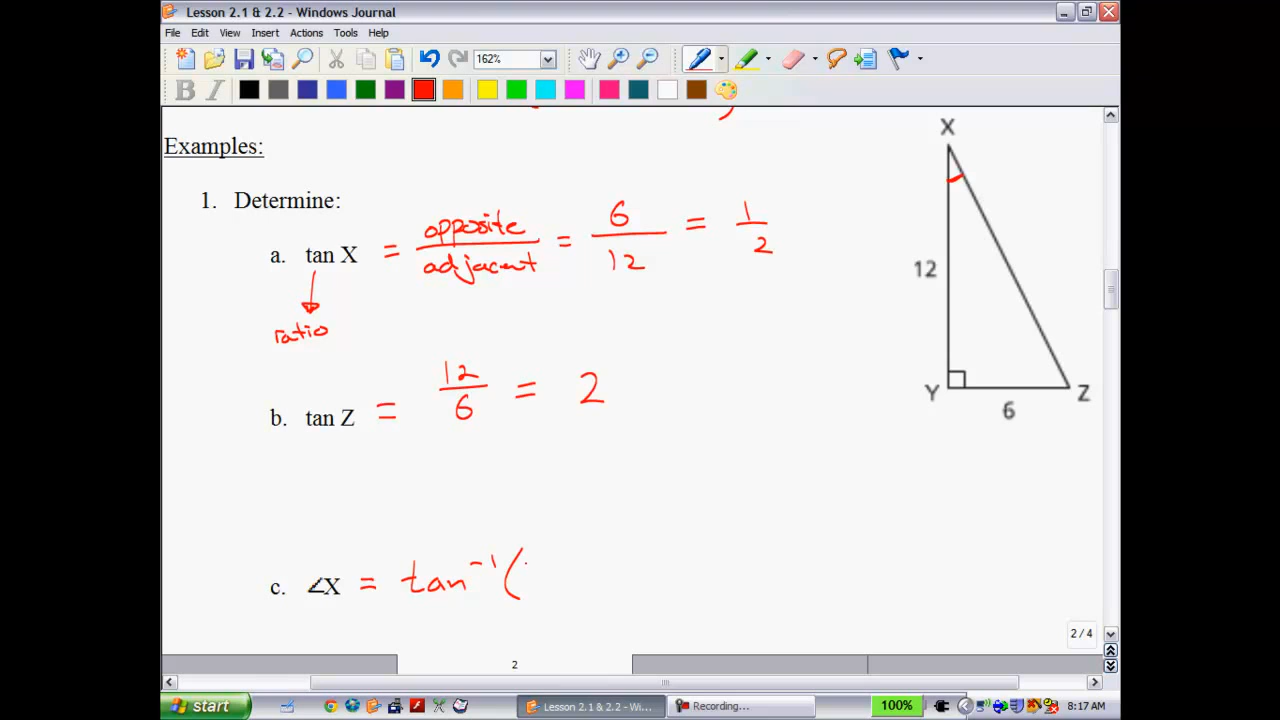 Lesson 2.1 & 2.2 - Windows Journal
File Edit View Insert Actions Tools Help
162%
B I
Examples:
1. Determine:
a. tan X = opposite/adjacent = 6/12 = 1/2
ratio
b. tan Z = 12/6 = 2
c. ∠X = tan⁻¹(
X
12
Y
Z
6
2 / 4
2
start
Lesson 2.1 & 2.2 - Wi...
Recording...
100%
8:17 AM